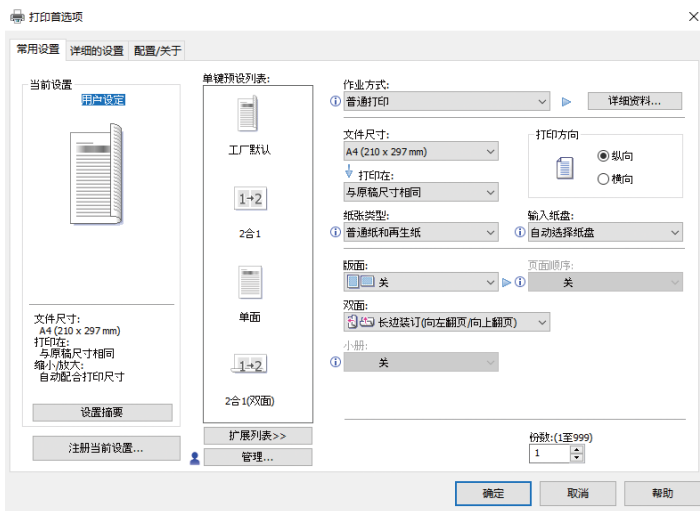 打印首选项
常用设置 详细的设置 配置/关于
当前设置
用户设定
文件尺寸:
A4 (210 x 297 mm)
打印在:
与原稿尺寸相同
缩小/放大:
自动配合打印尺寸
设置摘要
注册当前设置...
单键预设列表:
工厂默认
1→2
2合1
单面
1→2
2合1(双面)
扩展列表>>
管理...
作业方式:
普通打印
详细资料...
文件尺寸:
A4 (210 x 297 mm)
打印在:
与原稿尺寸相同
打印方向
纵向
横向
纸张类型:
普通纸和再生纸
输入纸盘:
自动选择纸盘
版面:
关
页面顺序:
关
双面:
长边装订(向左翻页/向上翻页)
小册:
关
份数:(1至999)
1
确定 取消 帮助